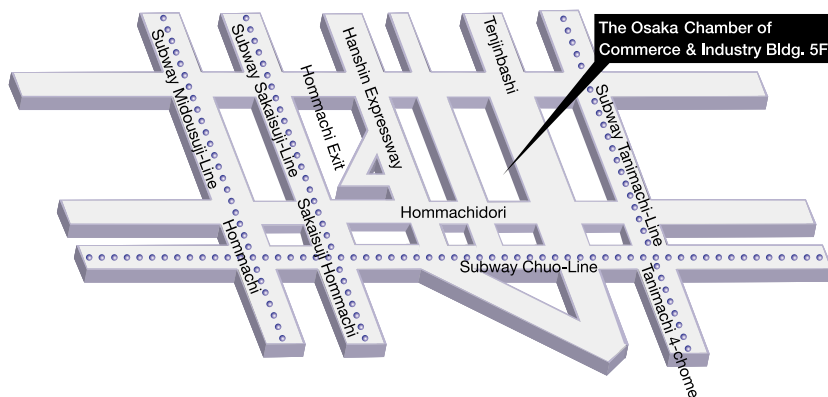 Subway Midousuji-Line
Subway Sakaisuji-Line
Hommachi Exit
Hanshin Expressway
Tenjinbashi
The Osaka Chamber of
Commerce & Industry Bldg. 5F
Subway Tanimachi-Line
Hommachidori
Hommachi
Sakaisuji Hommachi
Subway Chuo-Line
Tanimachi 4-chome